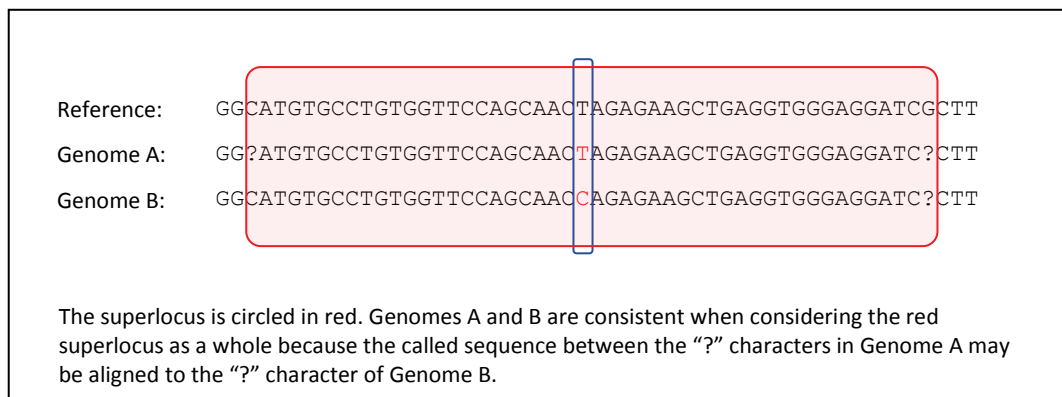 Reference: GGCATGTGCCTGTGGTTCCAGCAACTAGAGAAGCTGAGGTGGGAGGATCGCTT
Genome A: GG?ATGTGCCTGTGGTTCCAGCAACTAGAGAAGCTGAGGTGGGAGGATC?CTT
Genome B: GGCATGTGCCTGTGGTTCCAGCAACCAGAGAAGCTGAGGTGGGAGGATC?CTT
The superlocus is circled in red. Genomes A and B are consistent when considering the red
superlocus as a whole because the called sequence between the “?” characters in Genome A may
be aligned to the “?” character of Genome B.